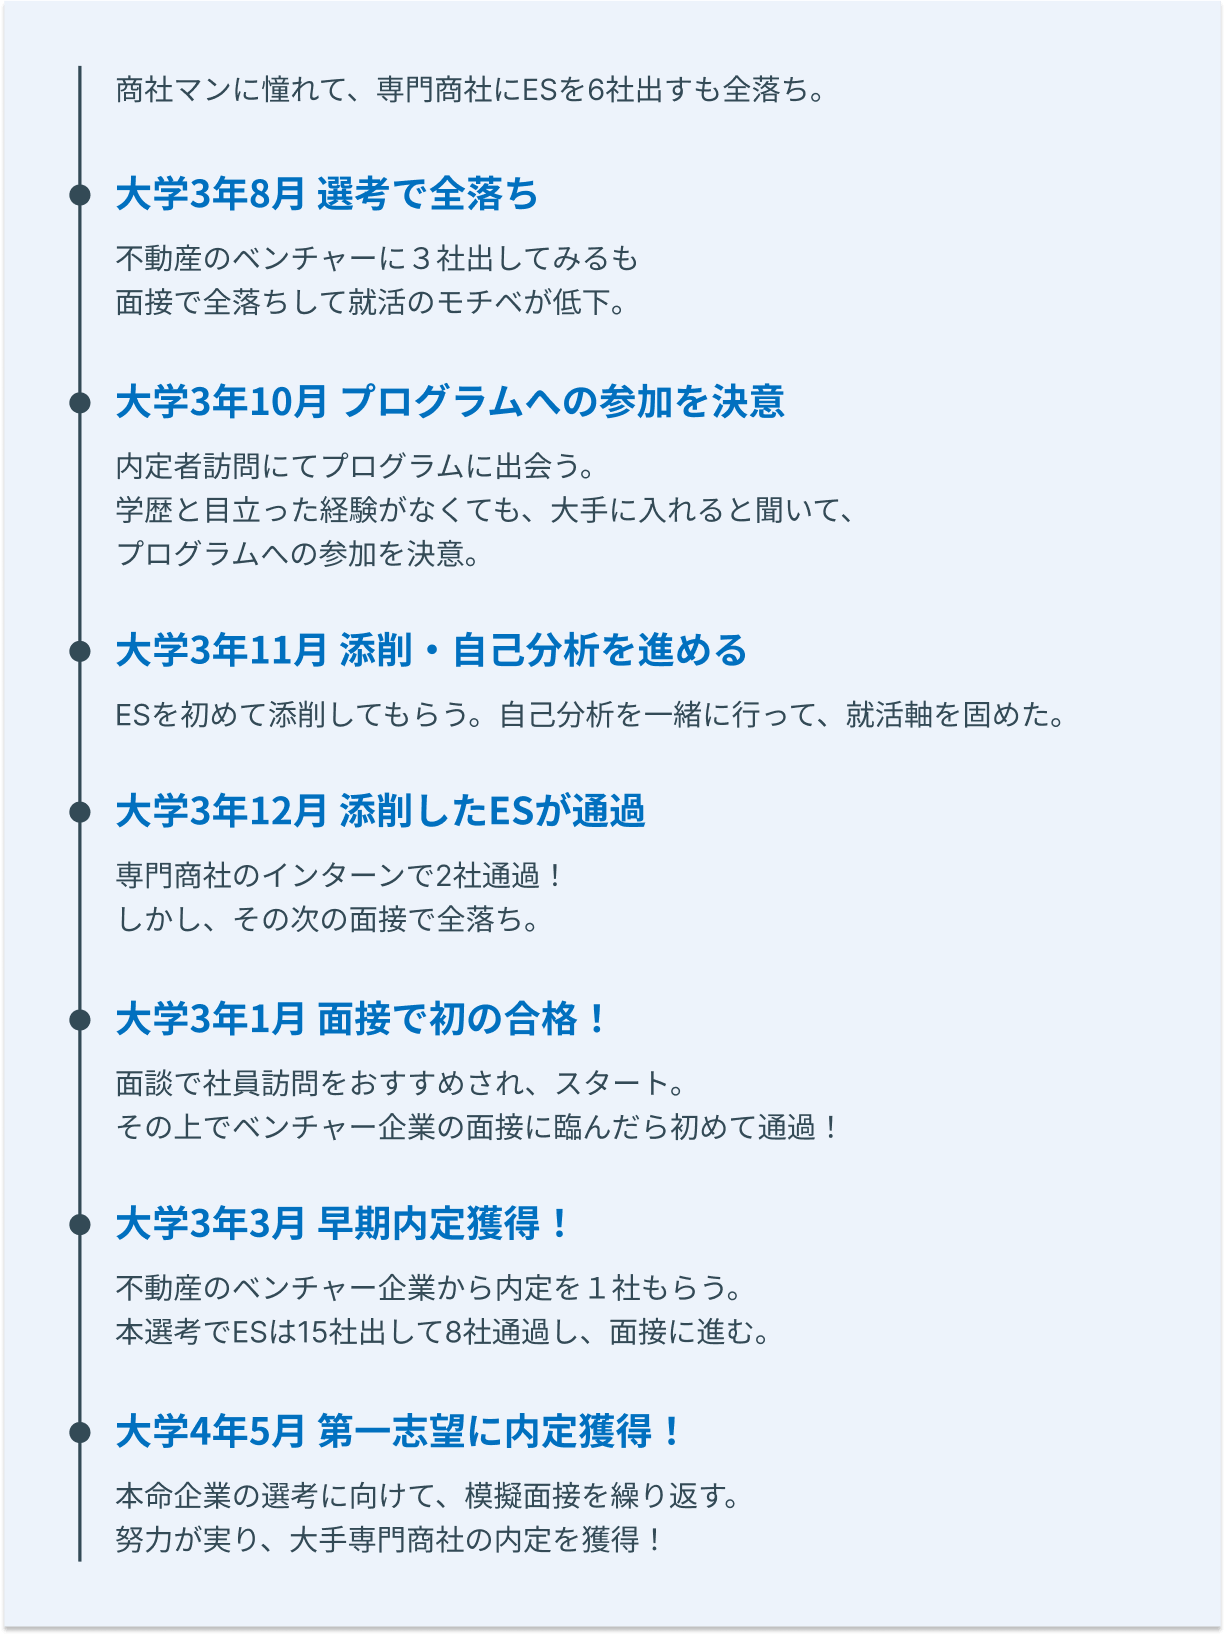 商社マンに憧れて、専門商社にESを6社出すも全落ち。
大学3年8月 選考で全落ち
不動産のベンチャーに３社出してみるも
面接で全落ちして就活のモチベが低下。
大学3年10月 プログラムへの参加を決意
内定者訪問にてプログラムに出会う。
学歴と目立った経験がなくても、大手に入れると聞いて、
プログラムへの参加を決意。
大学3年11月 添削・自己分析を進める
ESを初めて添削してもらう。自己分析を一緒に行って、就活軸を固めた。
大学3年12月 添削したESが通過
専門商社のインターンで2社通過！
しかし、その次の面接で全落ち。
大学3年1月 面接で初の合格！
面談で社員訪問をおすすめされ、スタート。
その上でベンチャー企業の面接に臨んだら初めて通過！
大学3年3月 早期内定獲得！
不動産のベンチャー企業から内定を１社もらう。
本選考でESは15社出して8社通過し、面接に進む。
大学4年5月 第一志望に内定獲得！
本命企業の選考に向けて、模擬面接を繰り返す。
努力が実り、大手専門商社の内定を獲得！